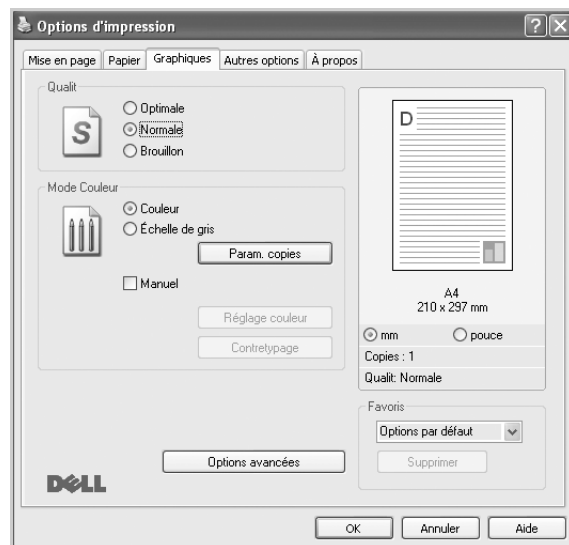 Options d'impression
Mise en page Papier Graphiques Autres options À propos
Qualit
S
Optimale
Normale
Brouillon
Mode Couleur
Couleur
Échelle de gris
Param. copies
Manuel
Réglage couleur
Contretypage
Options avancées
DELL
D
A4
210 x 297 mm
mm pouce
Copies : 1
Qualit: Normale
Favoris
Options par défaut
Supprimer
OK Annuler Aide